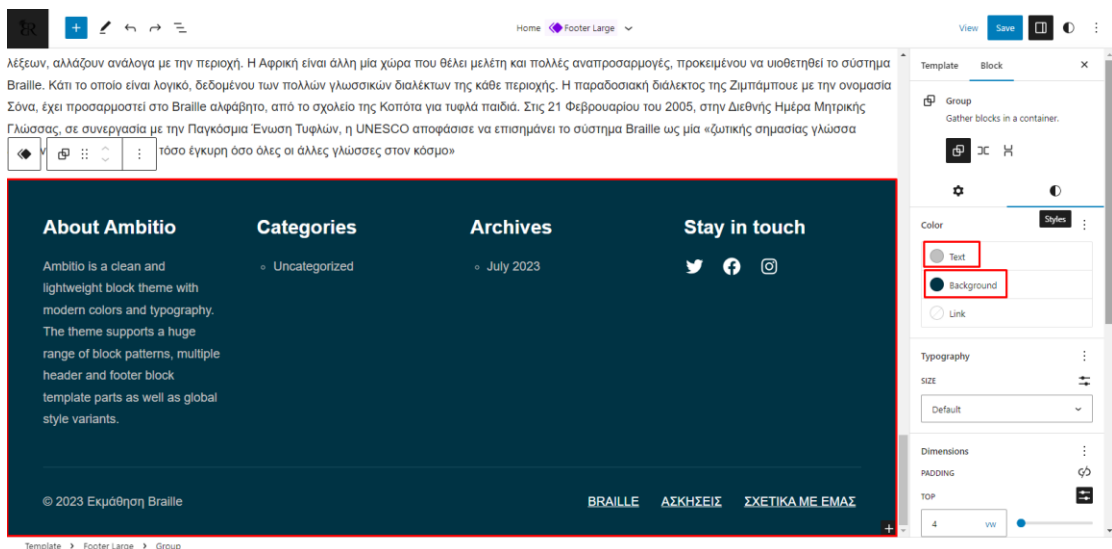 Home Footer Large
View Save
λέξεων, αλλάζουν ανάλογα με την περιοχή. Η Αφρική είναι άλλη μία χώρα που θέλει μελέτη και πολλές αναπροσαρμογές, προκειμένου να υιοθετηθεί το σύστημα
Braille. Κάτι το οποίο είναι λογικό, δεδομένου των πολλών γλωσσικών διαλέκτων της κάθε περιοχής. Η παραδοσιακή διάλεκτος της Ζιμπάμπουε με την ονομασία
Σόνα, έχει προσαρμοστεί στο Braille αλφάβητο, από το σχολείο της Κοπότα για τυφλά παιδιά. Στις 21 Φεβρουαρίου του 2005, στην Διεθνής Ημέρα Μητρικής
Γλώσσας, σε συνεργασία με την Παγκόσμια Ένωση Τυφλών, η UNESCO αποφάσισε να επισημάνει το σύστημα Braille ως μία «ζωτικής σημασίας γλώσσα
τόσο έγκυρη όσο όλες οι άλλες γλώσσες στον κόσμο»
About Ambitio
Ambitio is a clean and
lightweight block theme with
modern colors and typography.
The theme supports a huge
range of block patterns, multiple
header and footer block
template parts as well as global
style variants.
Categories
Uncategorized
Archives
July 2023
Stay in touch
© 2023 Εκμάθηση Braille
BRAILLE ΑΣΚΗΣΕΙΣ ΣΧΕΤΙΚΑ ΜΕ ΕΜΑΣ
Template > Footer Large > Group
Template Block
Group
Gather blocks in a container.
Color
Styles
Text
Background
Link
Typography
SIZE
Default
Dimensions
PADDING
TOP
4 vw